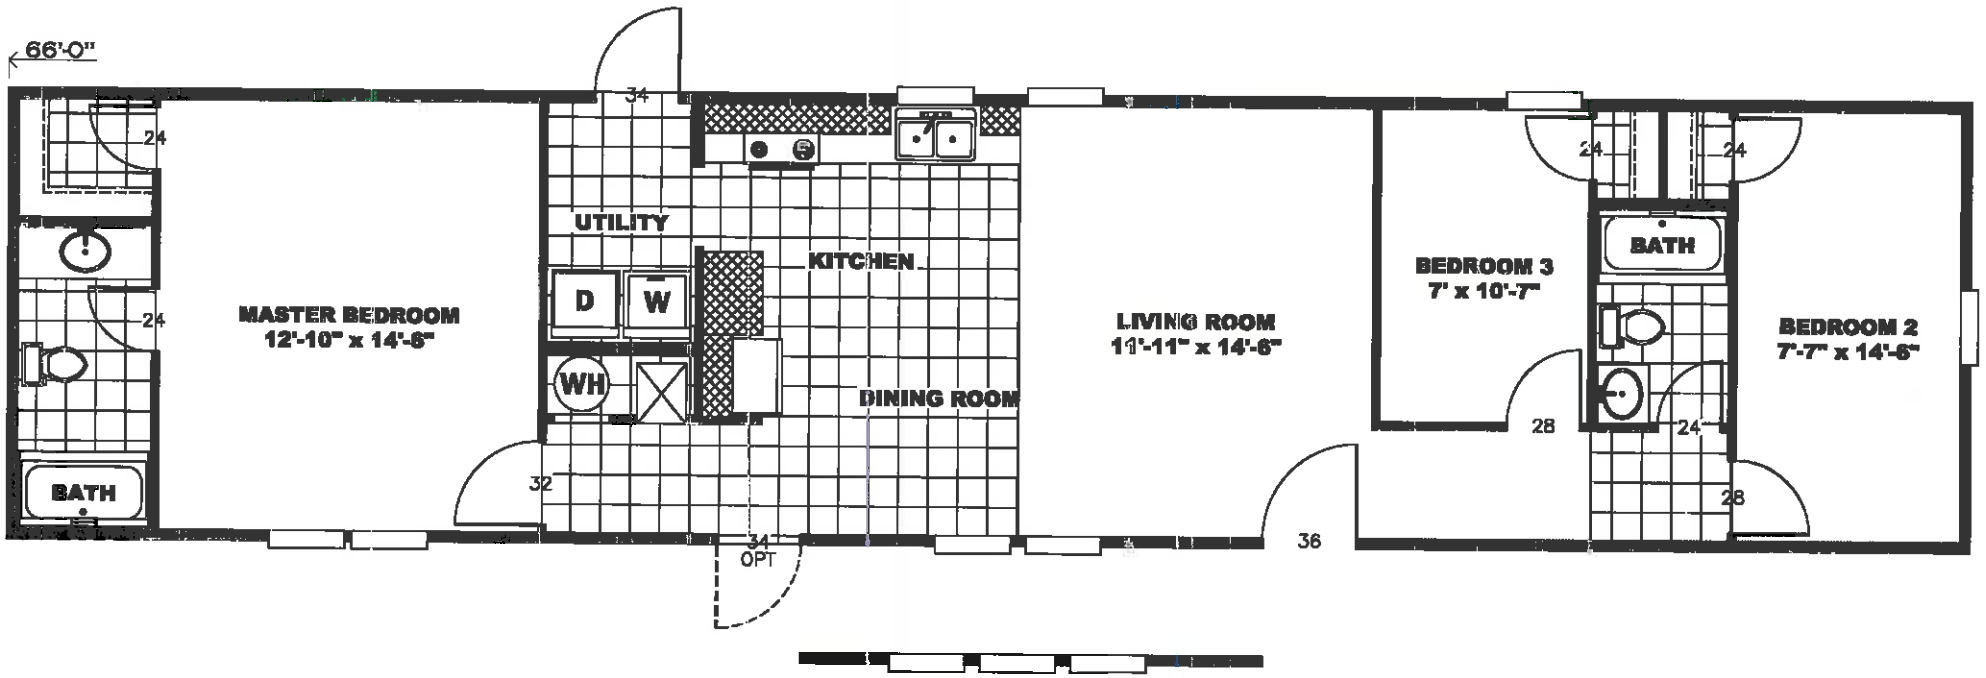 66'-0"
34
24
24
24
UTILITY
KITCHEN
BATH
BEDROOM 3
7' x 10'-7"
D
W
MASTER BEDROOM
12'-10" x 14'-6"
24
LIVING ROOM
11'-11" x 14'-6"
BEDROOM 2
7'-7" x 14'-6"
WH
DINING ROOM
28
24
BATH
32
28
34
OPT
36